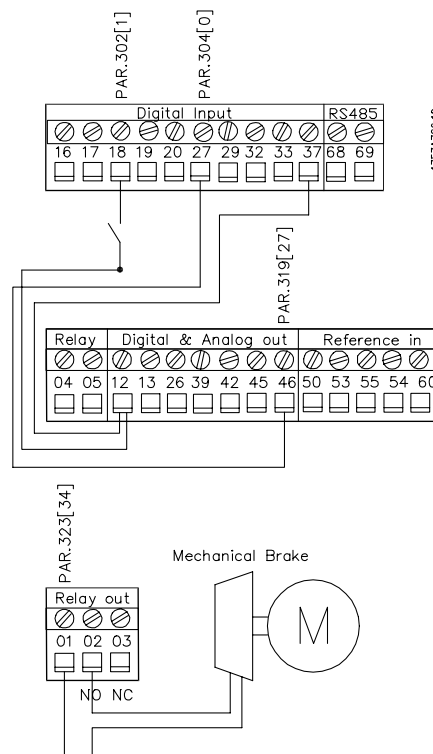 PAR.302[1]
PAR.304[0]
Digital Input RS485
16 17 18 19 20 27 29 32 33 37 68 69
PAR.319[27]
Relay Digital & Analog out Reference in
04 05 12 13 26 39 42 45 46 50 53 55 54 60
PAR.323[34]
Mechanical Brake
Relay out
01 02 03
NO NC
M